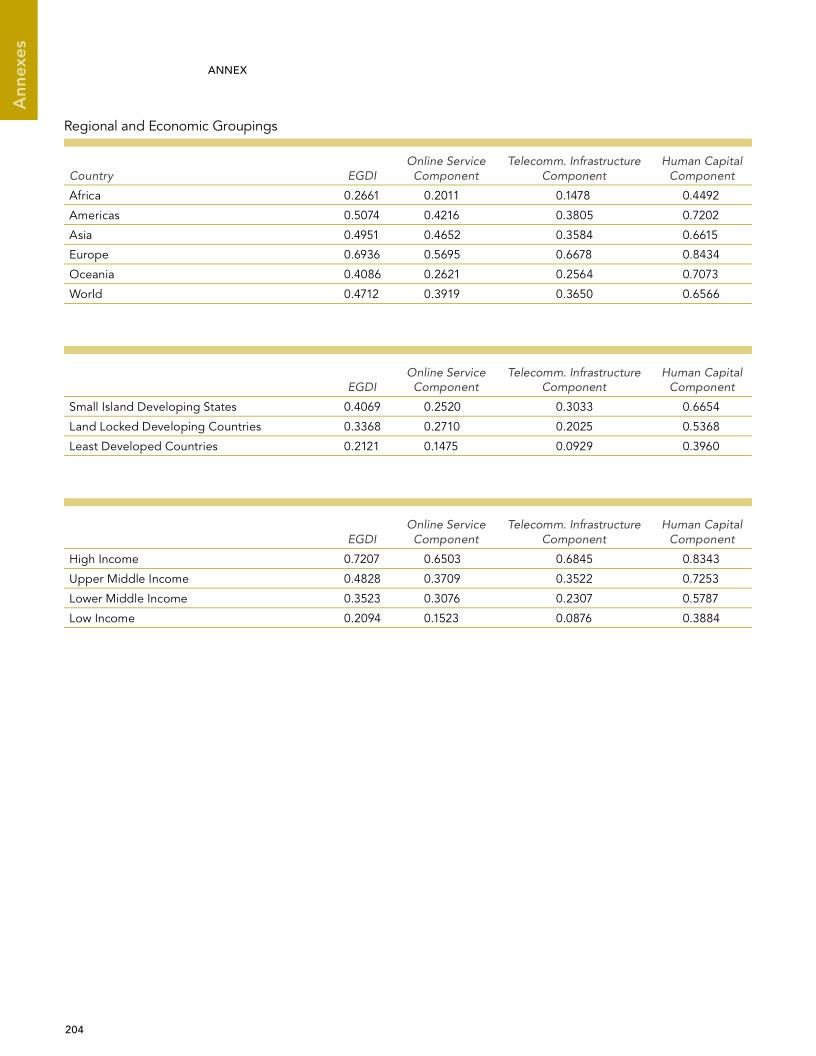 Annexes
ANNEX
Regional and Economic Groupings
Online Service Telecomm. Infrastructure Human Capital
Country EGDI Component Component Component
Africa 0.2661 0.2011 0.1478 0.4492
Americas 0.5074 0.4216 0.3805 0.7202
Asia 0.4951 0.4652 0.3584 0.6615
Europe 0.6936 0.5695 0.6678 0.8434
Oceania 0.4086 0.2621 0.2564 0.7073
World 0.4712 0.3919 0.3650 0.6566
Online Service Telecomm. Infrastructure Human Capital
EGDI Component Component Component
Small Island Developing States 0.4069 0.2520 0.3033 0.6654
Land Locked Developing Countries 0.3368 0.2710 0.2025 0.5368
Least Developed Countries 0.2121 0.1475 0.0929 0.3960
Online Service Telecomm. Infrastructure Human Capital
EGDI Component Component Component
High Income 0.7207 0.6503 0.6845 0.8343
Upper Middle Income 0.4828 0.3709 0.3522 0.7253
Lower Middle Income 0.3523 0.3076 0.2307 0.5787
Low Income 0.2094 0.1523 0.0876 0.3884
204